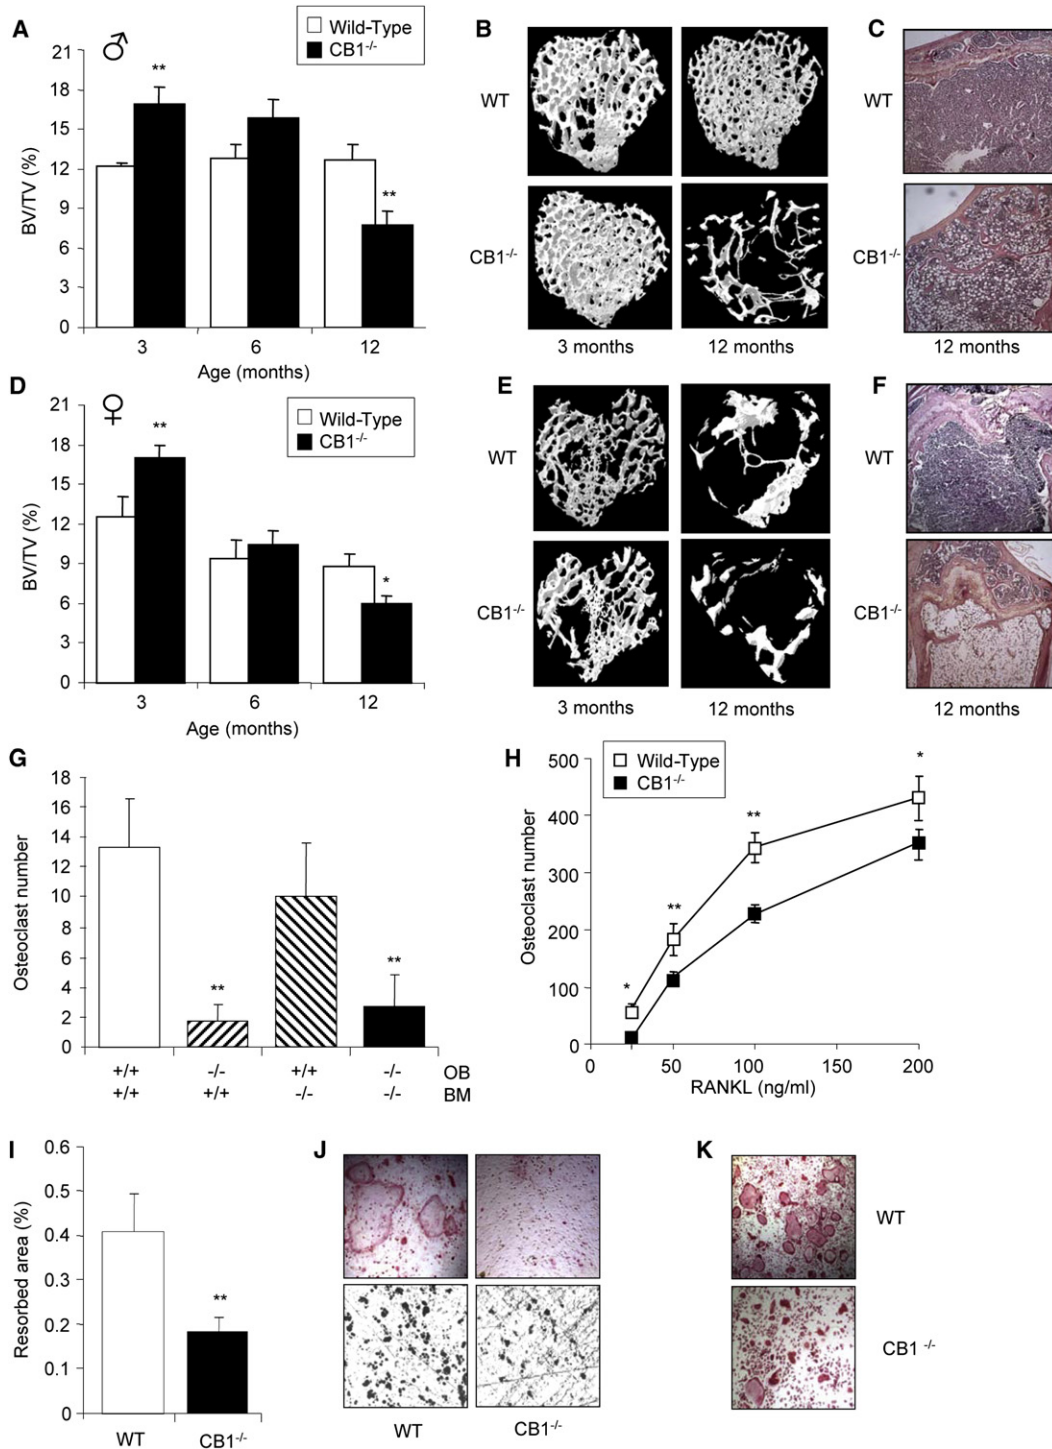 A
♂
Wild-Type
CB1-/-
21
18
15
12
9
6
3
0
BV/TV (%)
**
**
3 6 12
Age (months)
B
WT
CB1-/-
3 months 12 months
C
WT
CB1-/-
12 months
D
♀
Wild-Type
CB1-/-
21
18
15
12
9
6
3
0
BV/TV (%)
**
*
3 6 12
Age (months)
E
WT
CB1-/-
3 months 12 months
F
WT
CB1-/-
12 months
G
18
16
14
12
10
8
6
4
2
0
Osteoclast number
**
**
+/+ -/- +/+ -/- OB
+/+ +/+ -/- -/- BM
H
Wild-Type
CB1-/-
500
400
300
200
100
0
Osteoclast number
*
**
**
*
0 50 100 150 200
RANKL (ng/ml)
I
0.6
0.5
0.4
0.3
0.2
0.1
0
Resorbed area (%)
**
WT CB1-/-
J
WT CB1-/-
K
WT
CB1 -/-